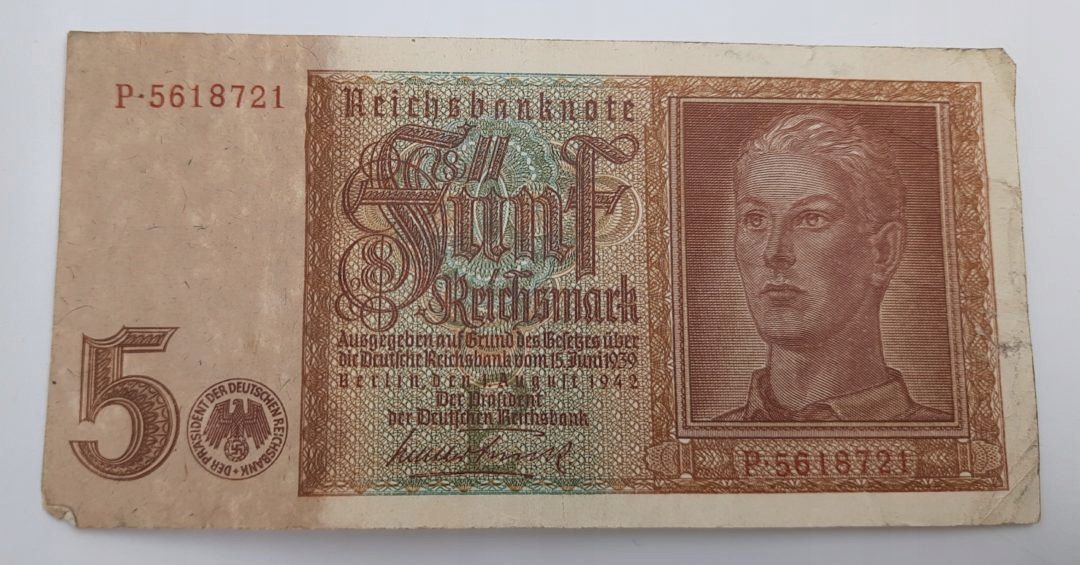 P·5618721
Reichsbanknote
Fünf
Reichsmark
Ausgegeben auf Grund des Gesetzes über
die Deutsche Reichsbank vom 15. Juni 1939
Berlin, den 1. August 1942
Der Präsident
der Deutschen Reichsbank
5
DER PRÄSIDENT DER DEUTSCHEN REICHSBANK
P·5618721